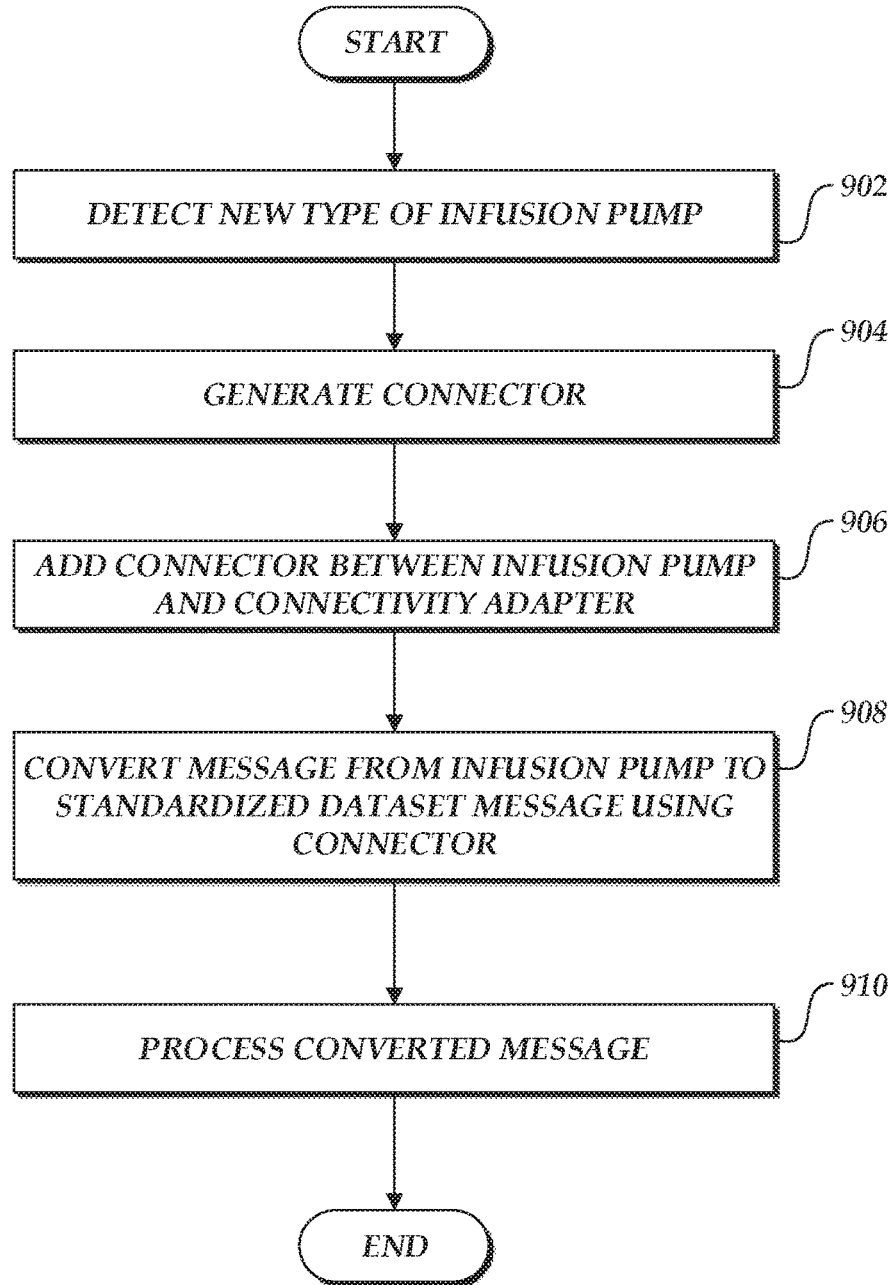 START
DETECT NEW TYPE OF INFUSION PUMP
902
GENERATE CONNECTOR
904
ADD CONNECTOR BETWEEN INFUSION PUMP
AND CONNECTIVITY ADAPTER
906
CONVERT MESSAGE FROM INFUSION PUMP TO
STANDARDIZED DATASET MESSAGE USING
CONNECTOR
908
PROCESS CONVERTED MESSAGE
910
END